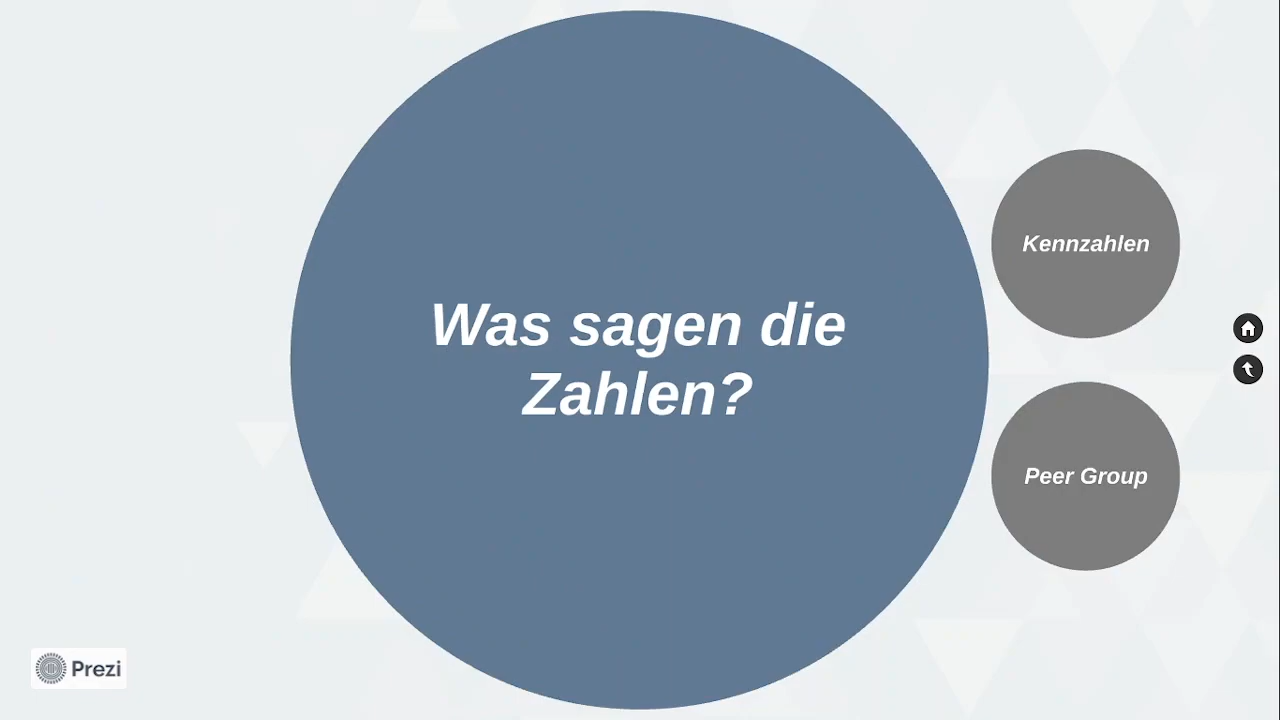 Was sagen die
Zahlen?
Kennzahlen
Peer Group
Prezi